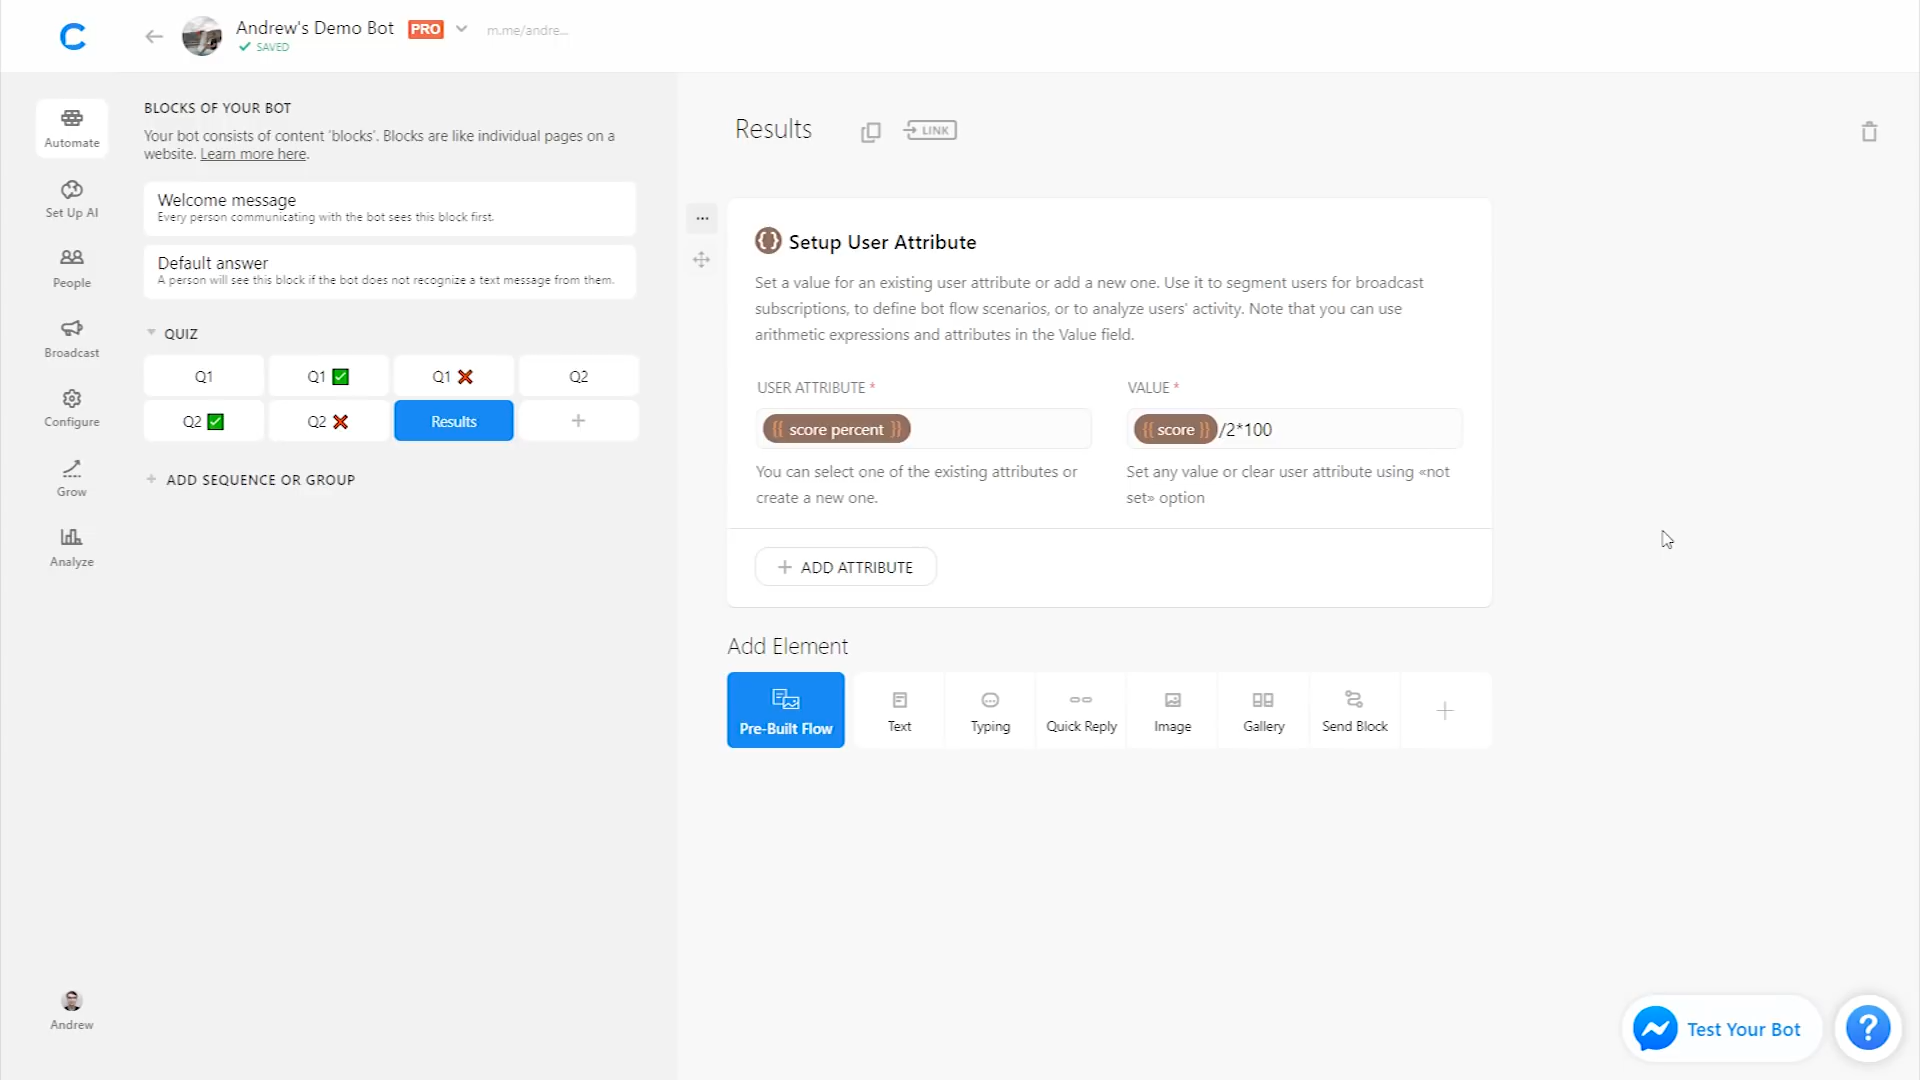 Andrew's Demo Bot PRO
m.me/andre...
SAVED
Automate
Set Up AI
People
Broadcast
Configure
Grow
Analyze
Andrew
BLOCKS OF YOUR BOT
Your bot consists of content 'blocks'. Blocks are like individual pages on a
website. Learn more here.
Welcome message
Every person communicating with the bot sees this block first.
Default answer
A person will see this block if the bot does not recognize a text message from them.
QUIZ
Q1
Q1 ✅
Q1 ❌
Q2
Q2 ✅
Q2 ❌
Results
+
+ ADD SEQUENCE OR GROUP
Results
LINK
Setup User Attribute
Set a value for an existing user attribute or add a new one. Use it to segment users for broadcast
subscriptions, to define bot flow scenarios, or to analyze users' activity. Note that you can use
arithmetic expressions and attributes in the Value field.
USER ATTRIBUTE *
{{ score percent }}
You can select one of the existing attributes or
create a new one.
VALUE *
{{ score }}/2*100
Set any value or clear user attribute using «not
set» option
+ ADD ATTRIBUTE
Add Element
Pre-Built Flow
Text
Typing
Quick Reply
Image
Gallery
Send Block
+
Test Your Bot
?